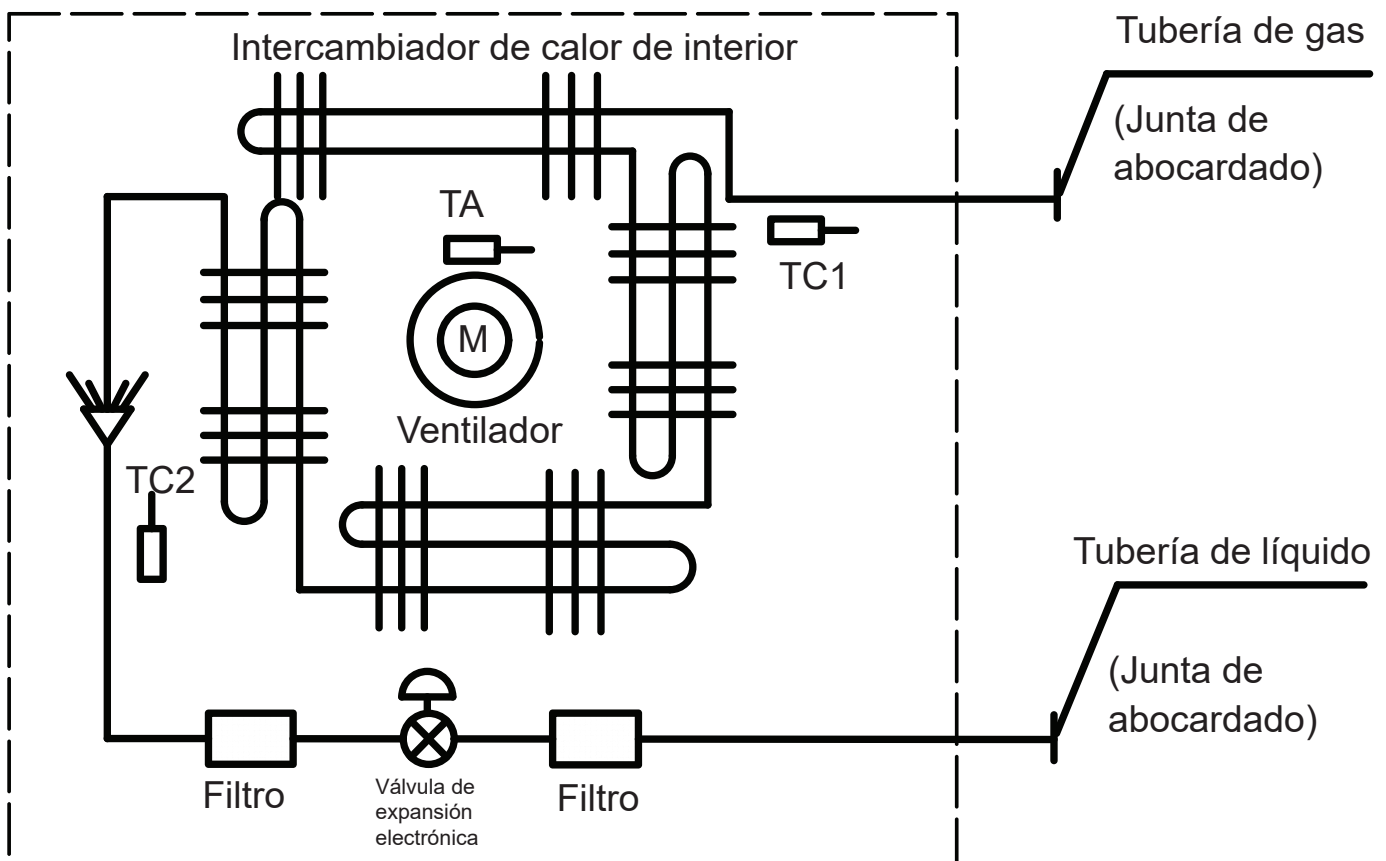 Intercambiador de calor de interior
Tubería de gas
(Junta de
abocardado)
TA
TC1
M
Ventilador
TC2
Tubería de líquido
(Junta de
abocardado)
Filtro
Válvula de
expansión
electrónica
Filtro